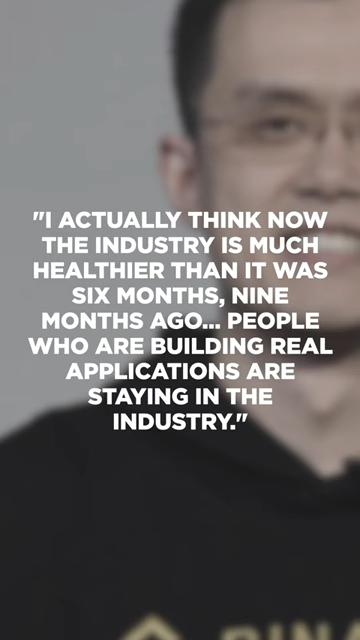 "I ACTUALLY THINK NOW
THE INDUSTRY IS MUCH
HEALTHIER THAN IT WAS
SIX MONTHS, NINE
MONTHS AGO... PEOPLE
WHO ARE BUILDING REAL
APPLICATIONS ARE
STAYING IN THE
INDUSTRY."